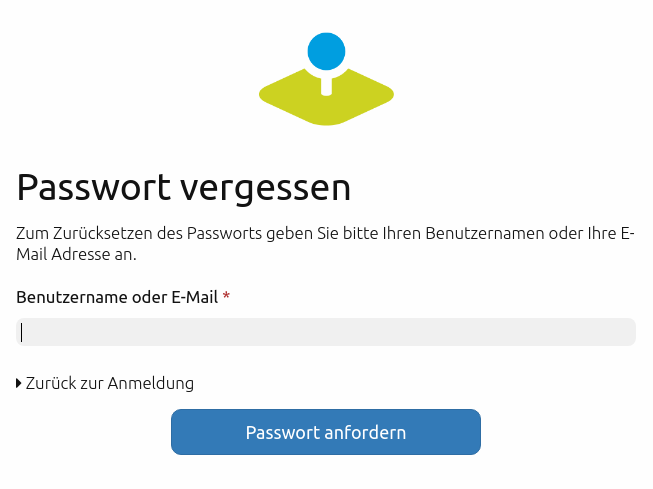 Passwort vergessen
Zum Zurücksetzen des Passworts geben Sie bitte Ihren Benutzernamen oder Ihre E-
Mail Adresse an.
Benutzername oder E-Mail *
Zurück zur Anmeldung
Passwort anfordern